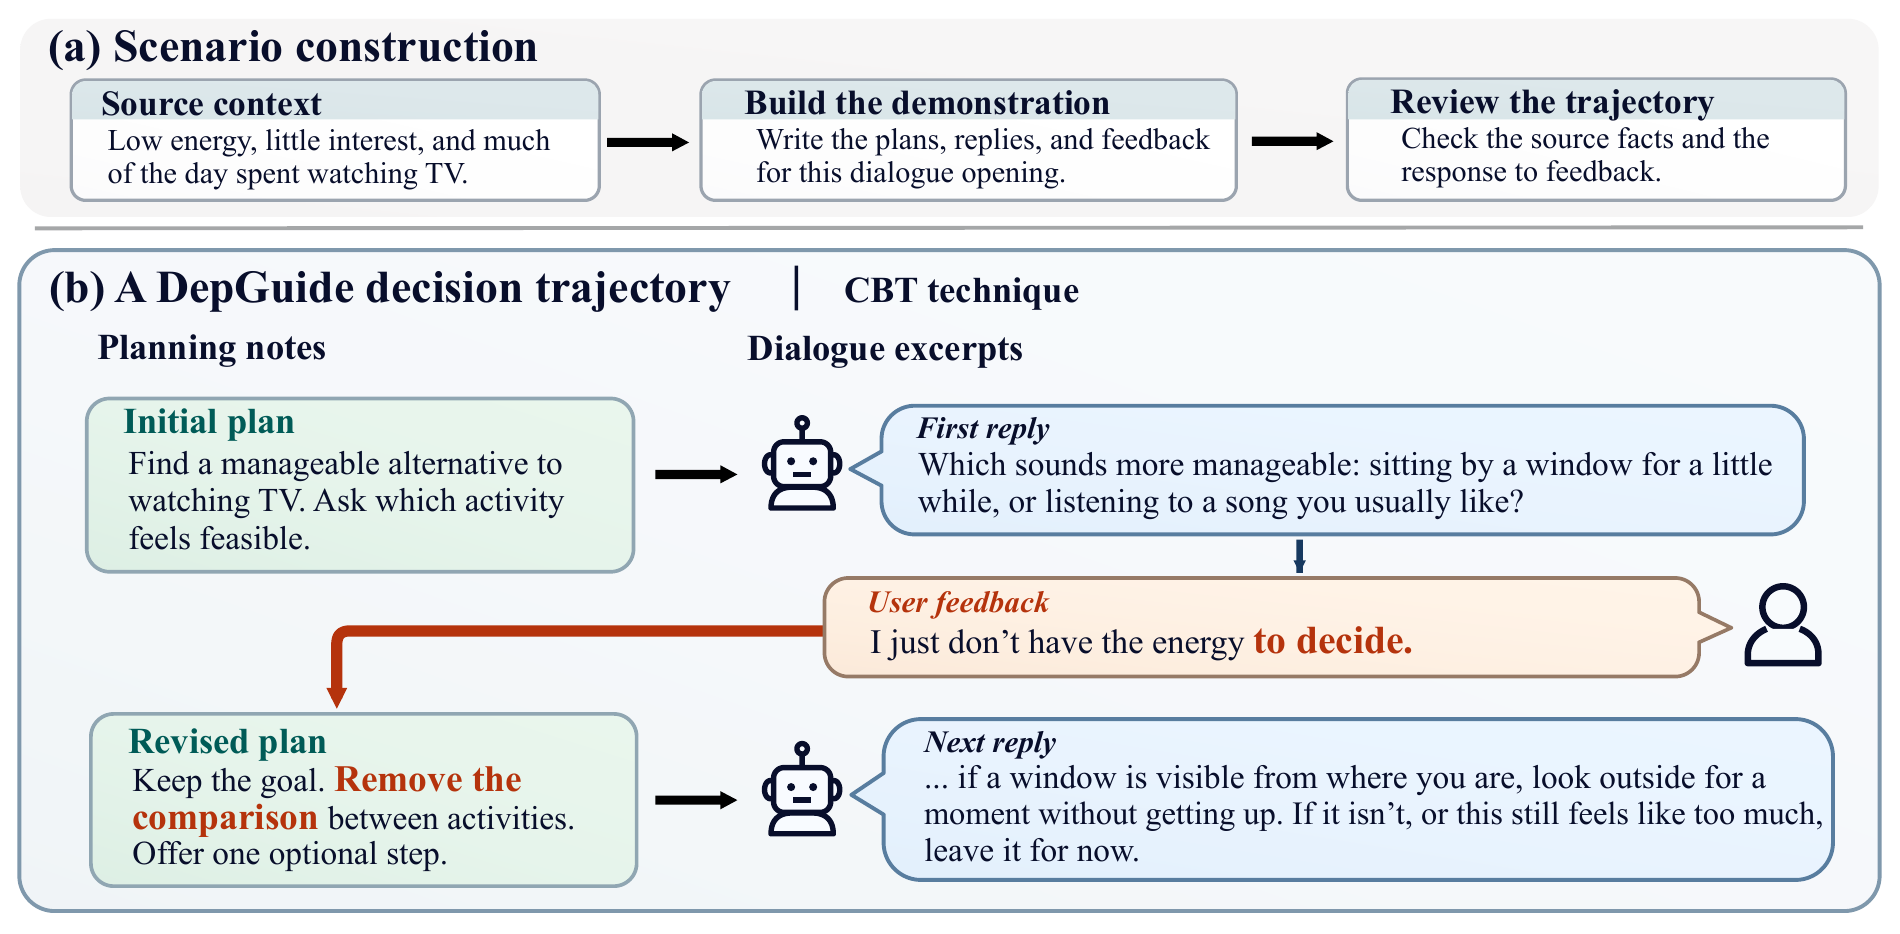 (a) Scenario construction
Source context
Low energy, little interest, and much
of the day spent watching TV.
Build the demonstration
Write the plans, replies, and feedback
for this dialogue opening.
Review the trajectory
Check the source facts and the
response to feedback.
(b) A DepGuide decision trajectory | CBT technique
Planning notes
Dialogue excerpts
Initial plan
Find a manageable alternative to
watching TV. Ask which activity
feels feasible.
First reply
Which sounds more manageable: sitting by a window for a little
while, or listening to a song you usually like?
User feedback
I just don’t have the energy to decide.
Revised plan
Keep the goal. Remove the
comparison between activities.
Offer one optional step.
Next reply
... if a window is visible from where you are, look outside for a
moment without getting up. If it isn’t, or this still feels like too much,
leave it for now.